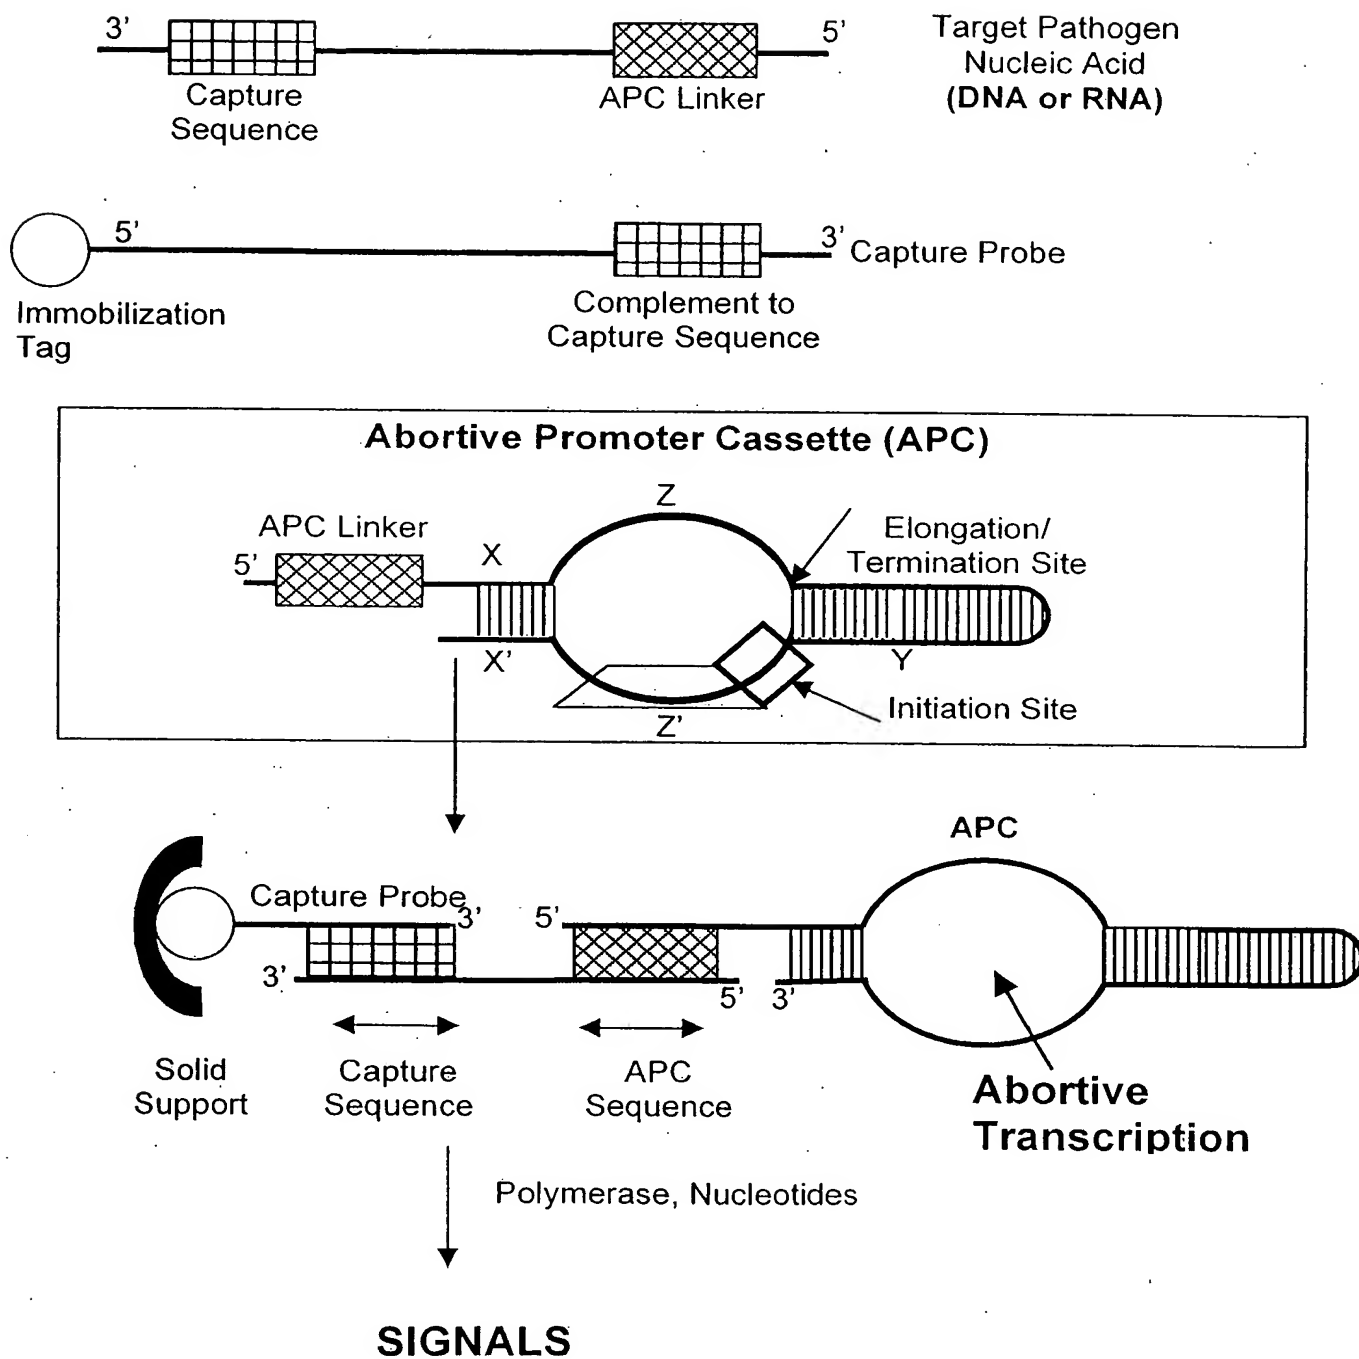 3'
5'
Target Pathogen
Nucleic Acid
(DNA or RNA)
Capture
Sequence
APC Linker
5'
3'
Capture Probe
Immobilization
Tag
Complement to
Capture Sequence
Abortive Promoter Cassette (APC)
Z
APC Linker
5'
X
Elongation/
Termination Site
X'
Y
Z'
Initiation Site
APC
Capture Probe
3'
5'
3'
5'
3'
Solid
Support
Capture
Sequence
APC
Sequence
Abortive
Transcription
Polymerase, Nucleotides
SIGNALS